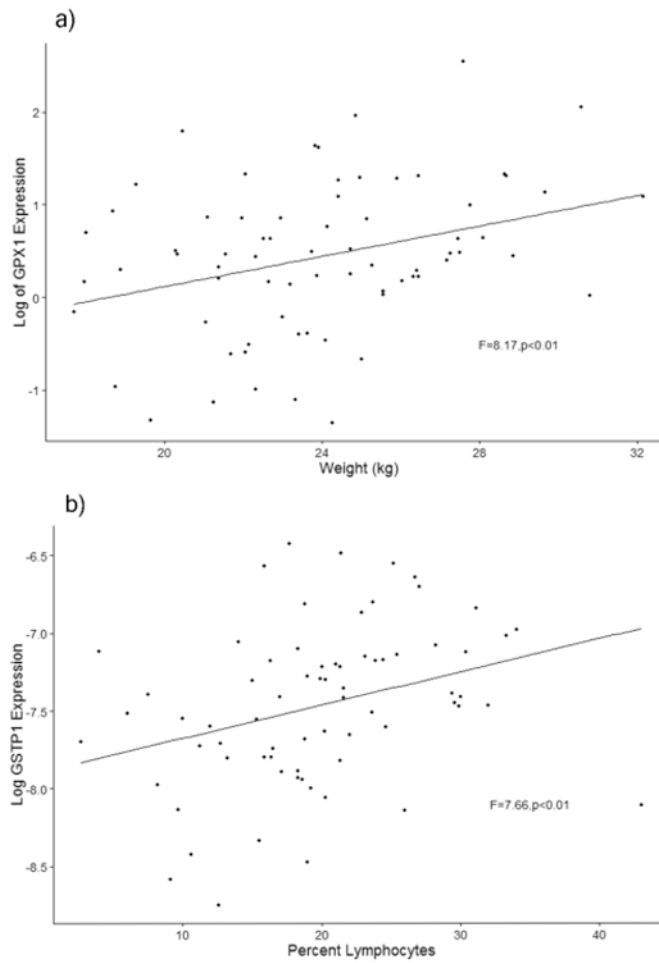 a)
Log of GPX1 Expression
2
1
0
-1
F=8.17,p<0.01
20 24 28 32
Weight (kg)
b)
Log GSTP1 Expression
-6.5
-7.0
-7.5
-8.0
-8.5
F=7.66,p<0.01
10 20 30 40
Percent Lymphocytes